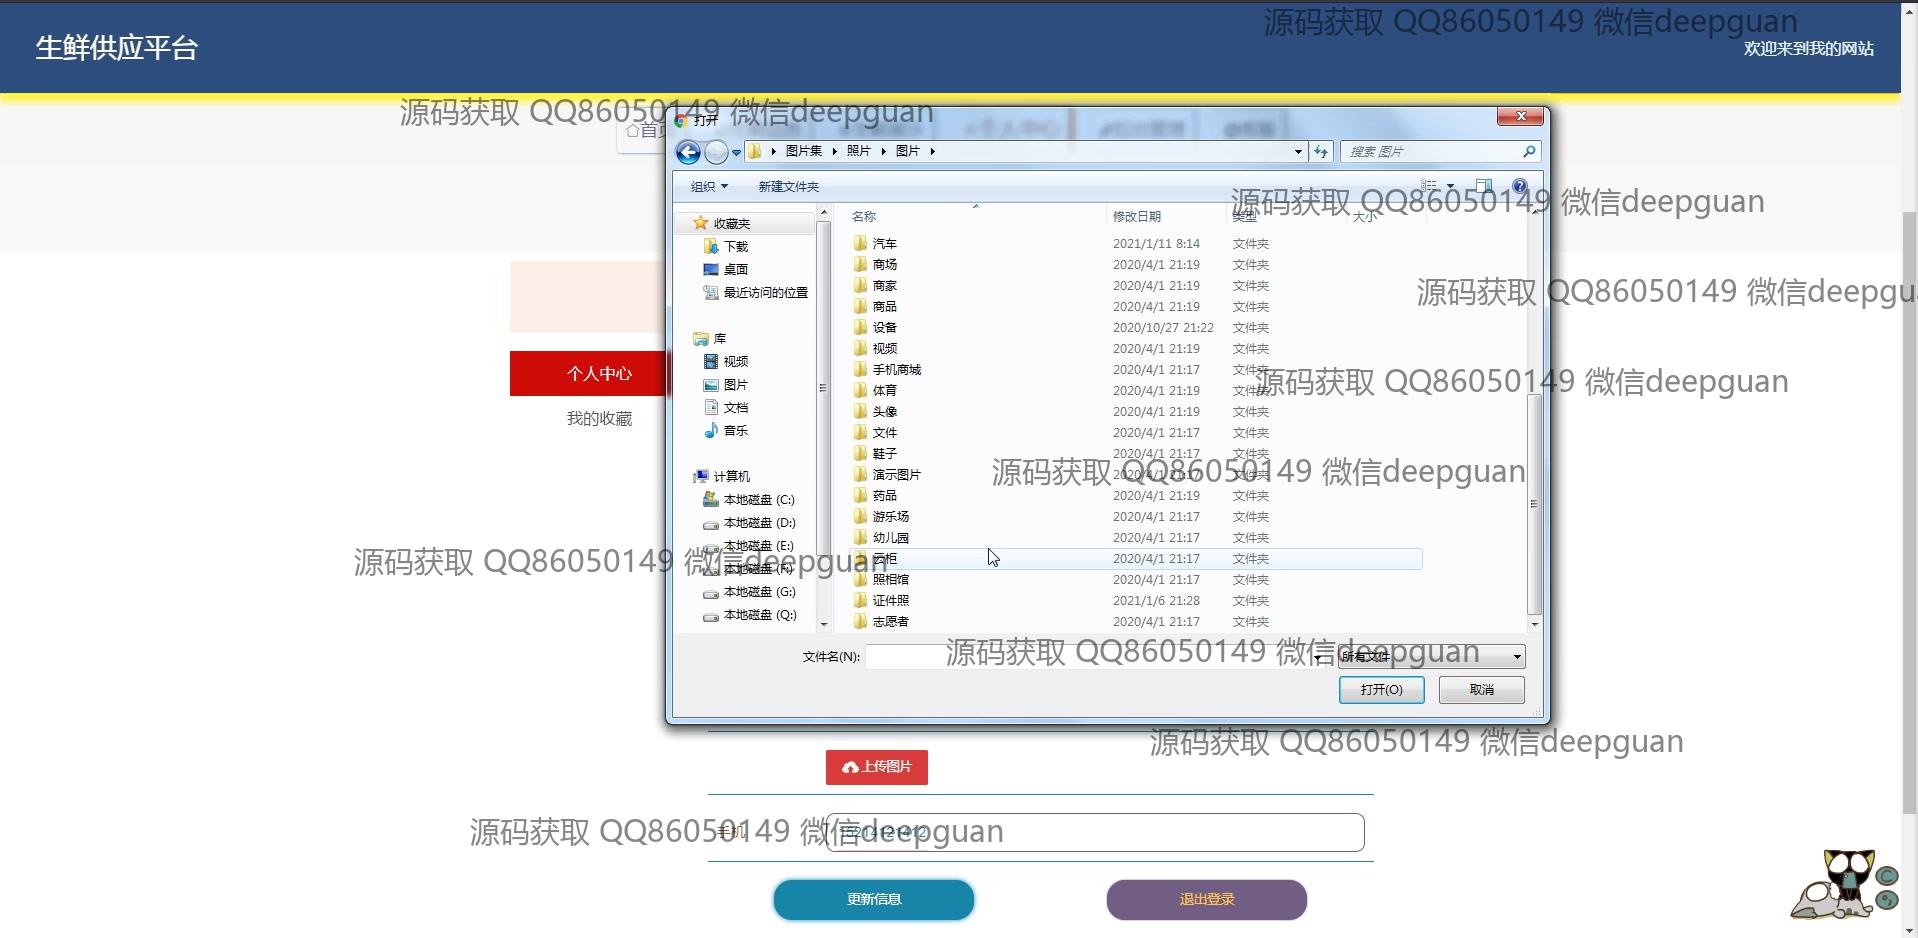 源码获取 QQ86050149 微信deepguan
生鲜供应平台
欢迎来到我的网站
源码获取 QQ86050149 微信deepguan
首页
打开
个人中心
图片集 照片 图片
搜索 图片
组织 新建文件夹
源码获取 QQ86050149 微信deepguan
名称 修改日期 类型 大小
收藏夹
下载
桌面
最近访问的位置
库
视频
图片
文档
音乐
计算机
本地磁盘 (C:)
本地磁盘 (D:)
本地磁盘 (E:)
本地磁盘 (F:)
本地磁盘 (G:)
本地磁盘 (Q:)
汽车 2021/1/11 8:14 文件夹
商场 2020/4/1 21:19 文件夹
商家 2020/4/1 21:19 文件夹
源码获取 QQ86050149 微信deepgu
商品 2020/4/1 21:19 文件夹
设备 2020/10/27 21:22 文件夹
视频 2020/4/1 21:19 文件夹
手机商城 2020/4/1 21:17 文件夹
源码获取 QQ86050149 微信deepguan
体育 2020/4/1 21:19 文件夹
头像 2020/4/1 21:19 文件夹
文件 2020/4/1 21:17 文件夹
鞋子 2020/4/1 21:17 文件夹
演示图片 2020/4/1 21:17 文件夹
源码获取 QQ86050149 微信deepguan
药品 2020/4/1 21:19 文件夹
游乐场 2020/4/1 21:17 文件夹
幼儿园 2020/4/1 21:17 文件夹
云柜 2020/4/1 21:17 文件夹
源码获取 QQ86050149 微信deepguan
照相馆 2020/4/1 21:17 文件夹
证件照 2021/1/6 21:28 文件夹
志愿者 2020/4/1 21:17 文件夹
个人中心
我的收藏
文件名(N):
所有文件
源码获取 QQ86050149 微信deepguan
打开(O) 取消
源码获取 QQ86050149 微信deepguan
上传图片
手机
源码获取 QQ86050149 微信deepguan
更新信息 退出登录